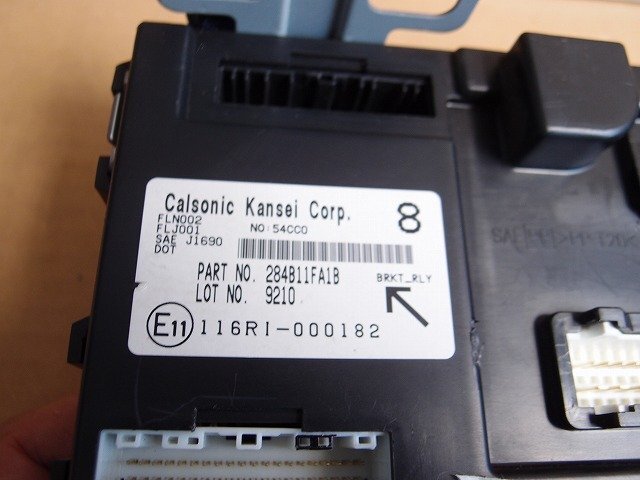 Calsonic Kansei Corp. 8
FLN002
FLJ001 NO:54CC0
SAE J1690
DOT
PART NO. 284B11FA1B BRKT_RLY
LOT NO. 9210
E11 116RI-000182
SAE